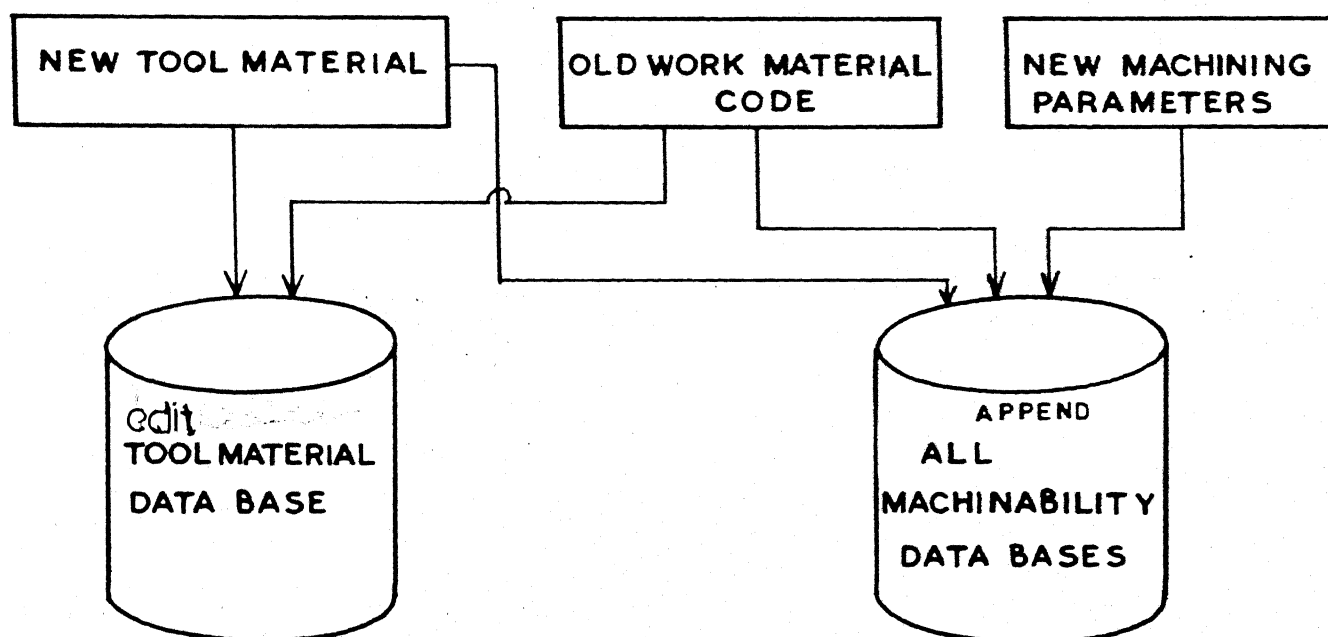 NEW TOOL MATERIAL
OLD WORK MATERIAL
CODE
NEW MACHINING
PARAMETERS
edit
TOOL MATERIAL
DATA BASE
APPEND
ALL
MACHINABILITY
DATA BASES